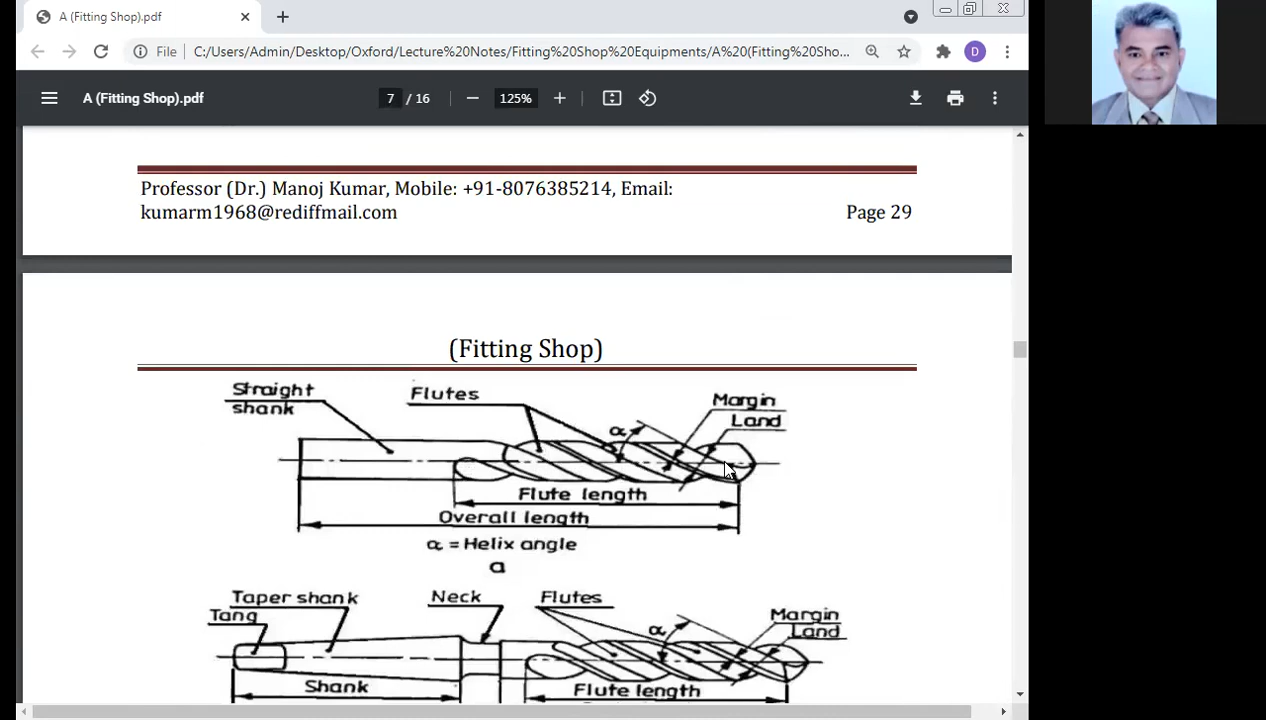 A (Fitting Shop).pdf
File
C:/Users/Admin/Desktop/Oxford/Lecture%20Notes/Fitting%20Shop%20Equipments/A%20(Fitting%20Sho...
D
A (Fitting Shop).pdf
7 / 16
125%
Professor (Dr.) Manoj Kumar, Mobile: +91-8076385214, Email:
kumarm1968@rediffmail.com
Page 29
(Fitting Shop)
Straight
shank
Flutes
Margin
Land
α
Flute length
Overall length
α = Helix angle
a
Taper shank
Tang
Neck
Flutes
Margin
Land
α
Shank
Flute length